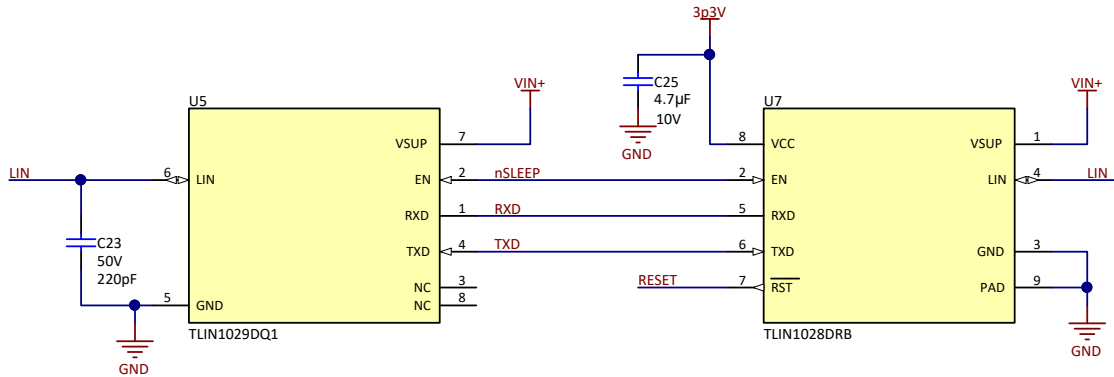 3p3V
C25
4.7µF
10V
GND
U5
VIN+
VSUP 7
LIN 6 LIN
EN 2 nSLEEP
RXD 1 RXD
TXD 4 TXD
NC 3
NC 8
5 GND
C23
50V
220pF
GND
TLIN1029DQ1
U7
VIN+
8 VCC
VSUP 1
2 EN
LIN 4 LIN
5 RXD
6 TXD
GND 3
RESET 7 RST
PAD 9
TLIN1028DRB
GND